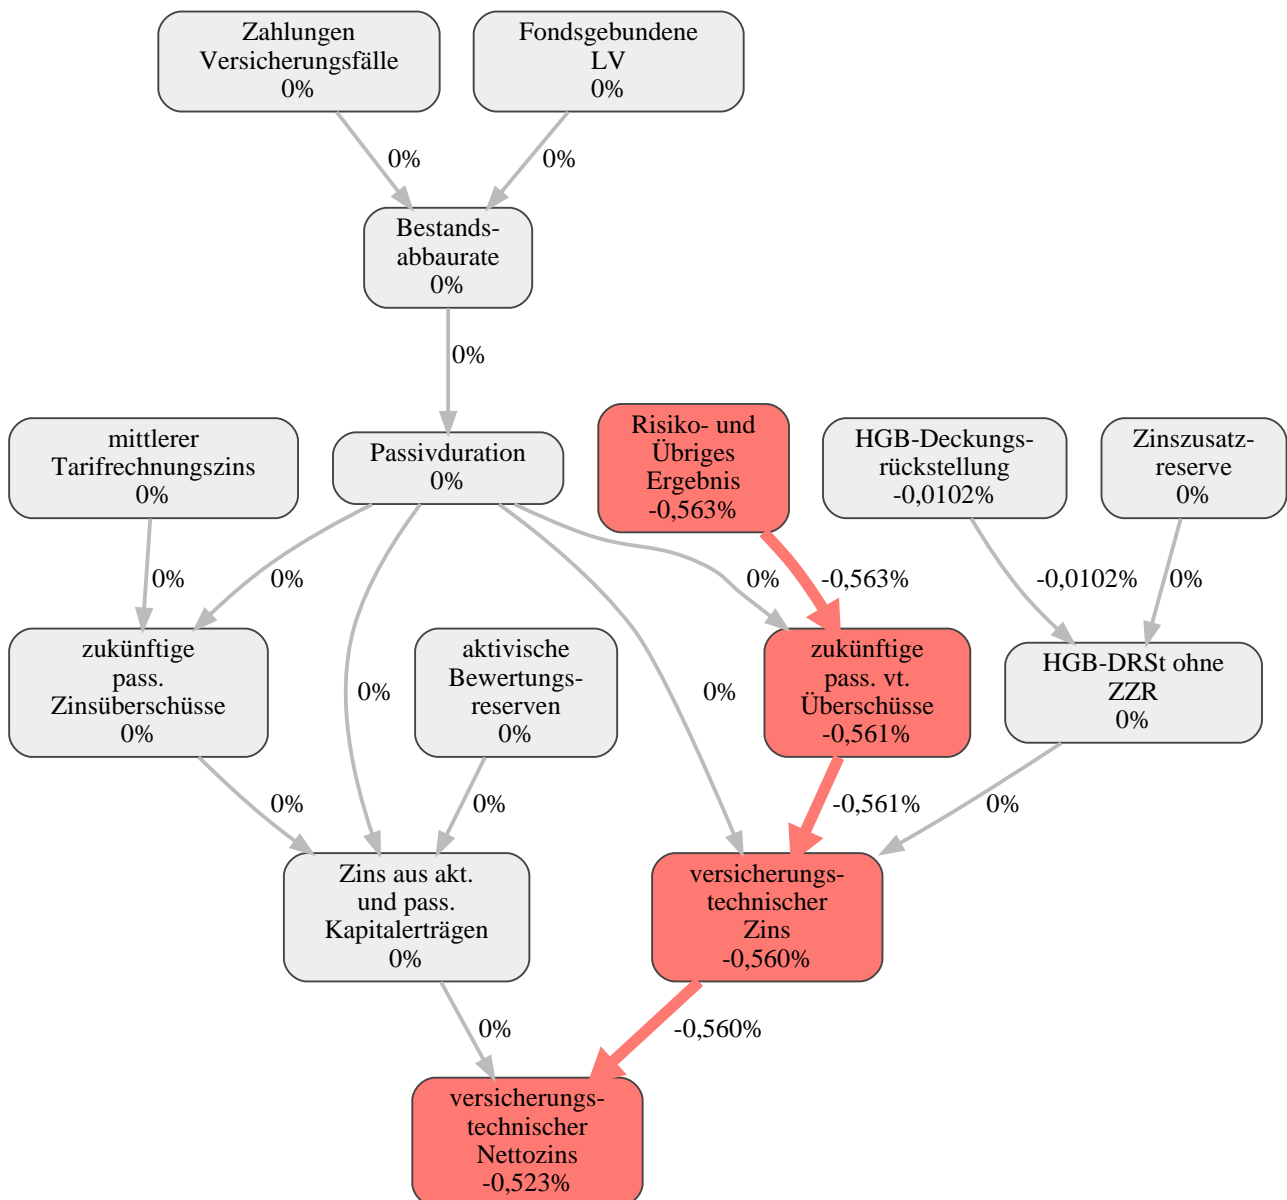 Zahlungen
Versicherungsfälle
0%
Fondsgebundene
LV
0%
0%
0%
Bestands-
abbaurate
0%
0%
mittlerer
Tarifrechnungszins
0%
Passivduration
0%
Risiko- und
Übriges
Ergebnis
-0,563%
HGB-Deckungs-
rückstellung
-0,0102%
Zinszusatz-
reserve
0%
0%
0%
0%
-0,563%
-0,0102%
0%
zukünftige
pass.
Zinsüberschüsse
0%
0%
aktivische
Bewertungs-
reserven
0%
0%
zukünftige
pass. vt.
Überschüsse
-0,561%
HGB-DRSt ohne
ZZR
0%
0%
0%
-0,561%
0%
Zins aus akt.
und pass.
Kapitalerträgen
0%
versicherungs-
technischer
Zins
-0,560%
0%
-0,560%
versicherungs-
technischer
Nettozins
-0,523%